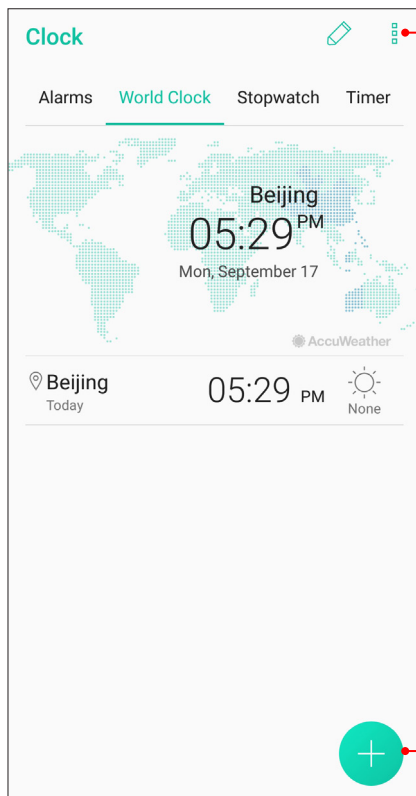 Clock
Alarms World Clock Stopwatch Timer
Beijing
05:29 PM
Mon, September 17
AccuWeather
Beijing 05:29 PM
Today None